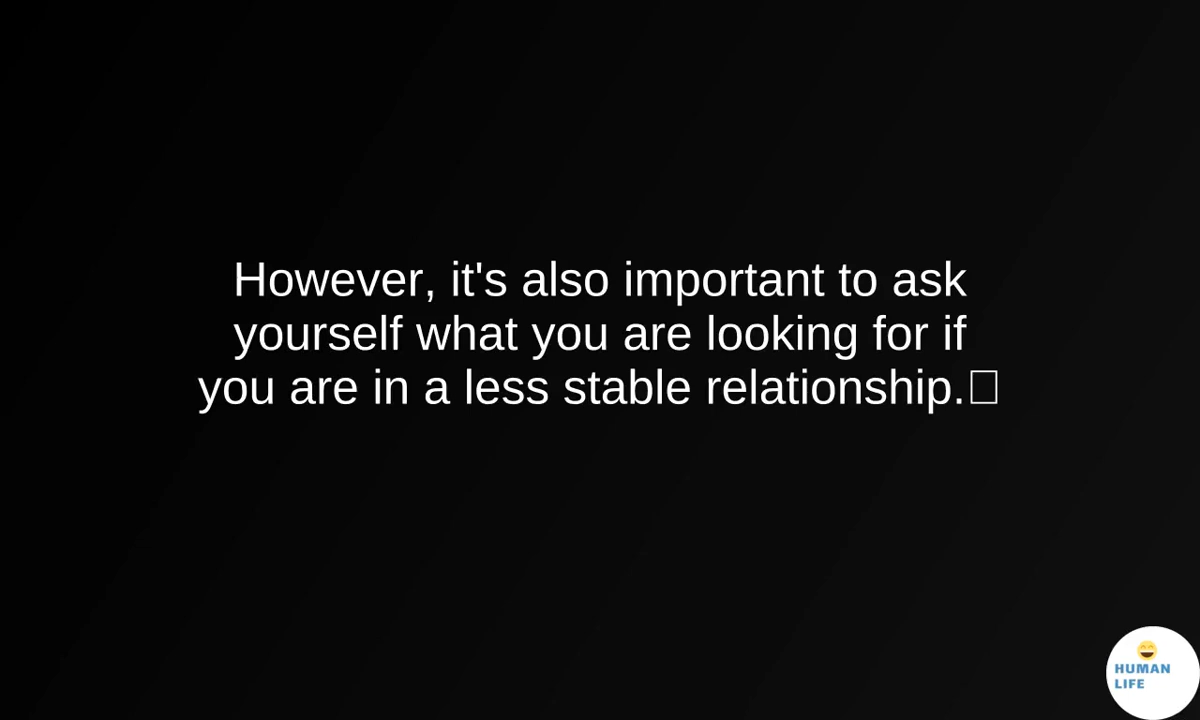 However, it's also important to ask
yourself what you are looking for if
you are in a less stable relationship.
HUMAN
LIFE